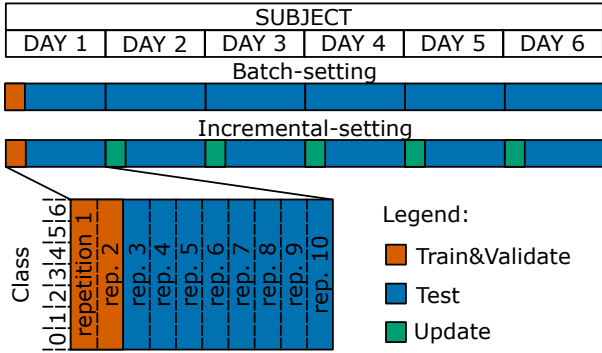 SUBJECT
DAY 1 DAY 2 DAY 3 DAY 4 DAY 5 DAY 6
Batch-setting
Incremental-setting
Class
0|1|2|3|4|5|6
repetition 1
rep. 2
rep. 3
rep. 4
rep. 5
rep. 6
rep. 7
rep. 8
rep. 9
rep. 10
Legend:
Train&Validate
Test
Update